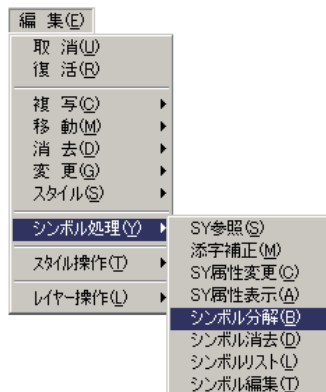 編 集(E)
取 消(U)
復 活(R)
複 写(C)
移 動(M)
消 去(D)
変 更(G)
スタイル(S)
シンボル処理(Y)
スタイル操作(T)
レイヤー操作(L)
SY参照(S)
添字補正(M)
SY属性変更(C)
SY属性表示(A)
シンボル分解(B)
シンボル消去(D)
シンボルリスト(L)
シンボル編集(T)